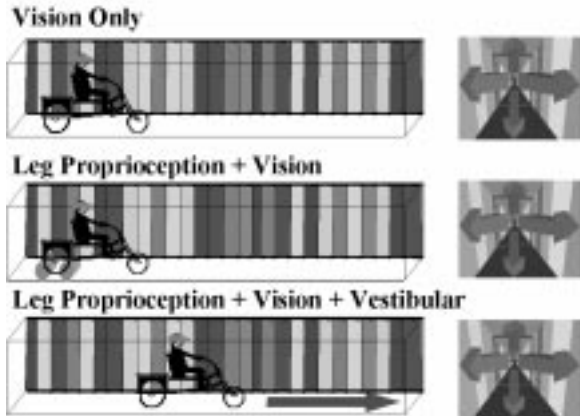 Vision Only
Leg Proprioception + Vision
Leg Proprioception + Vision + Vestibular